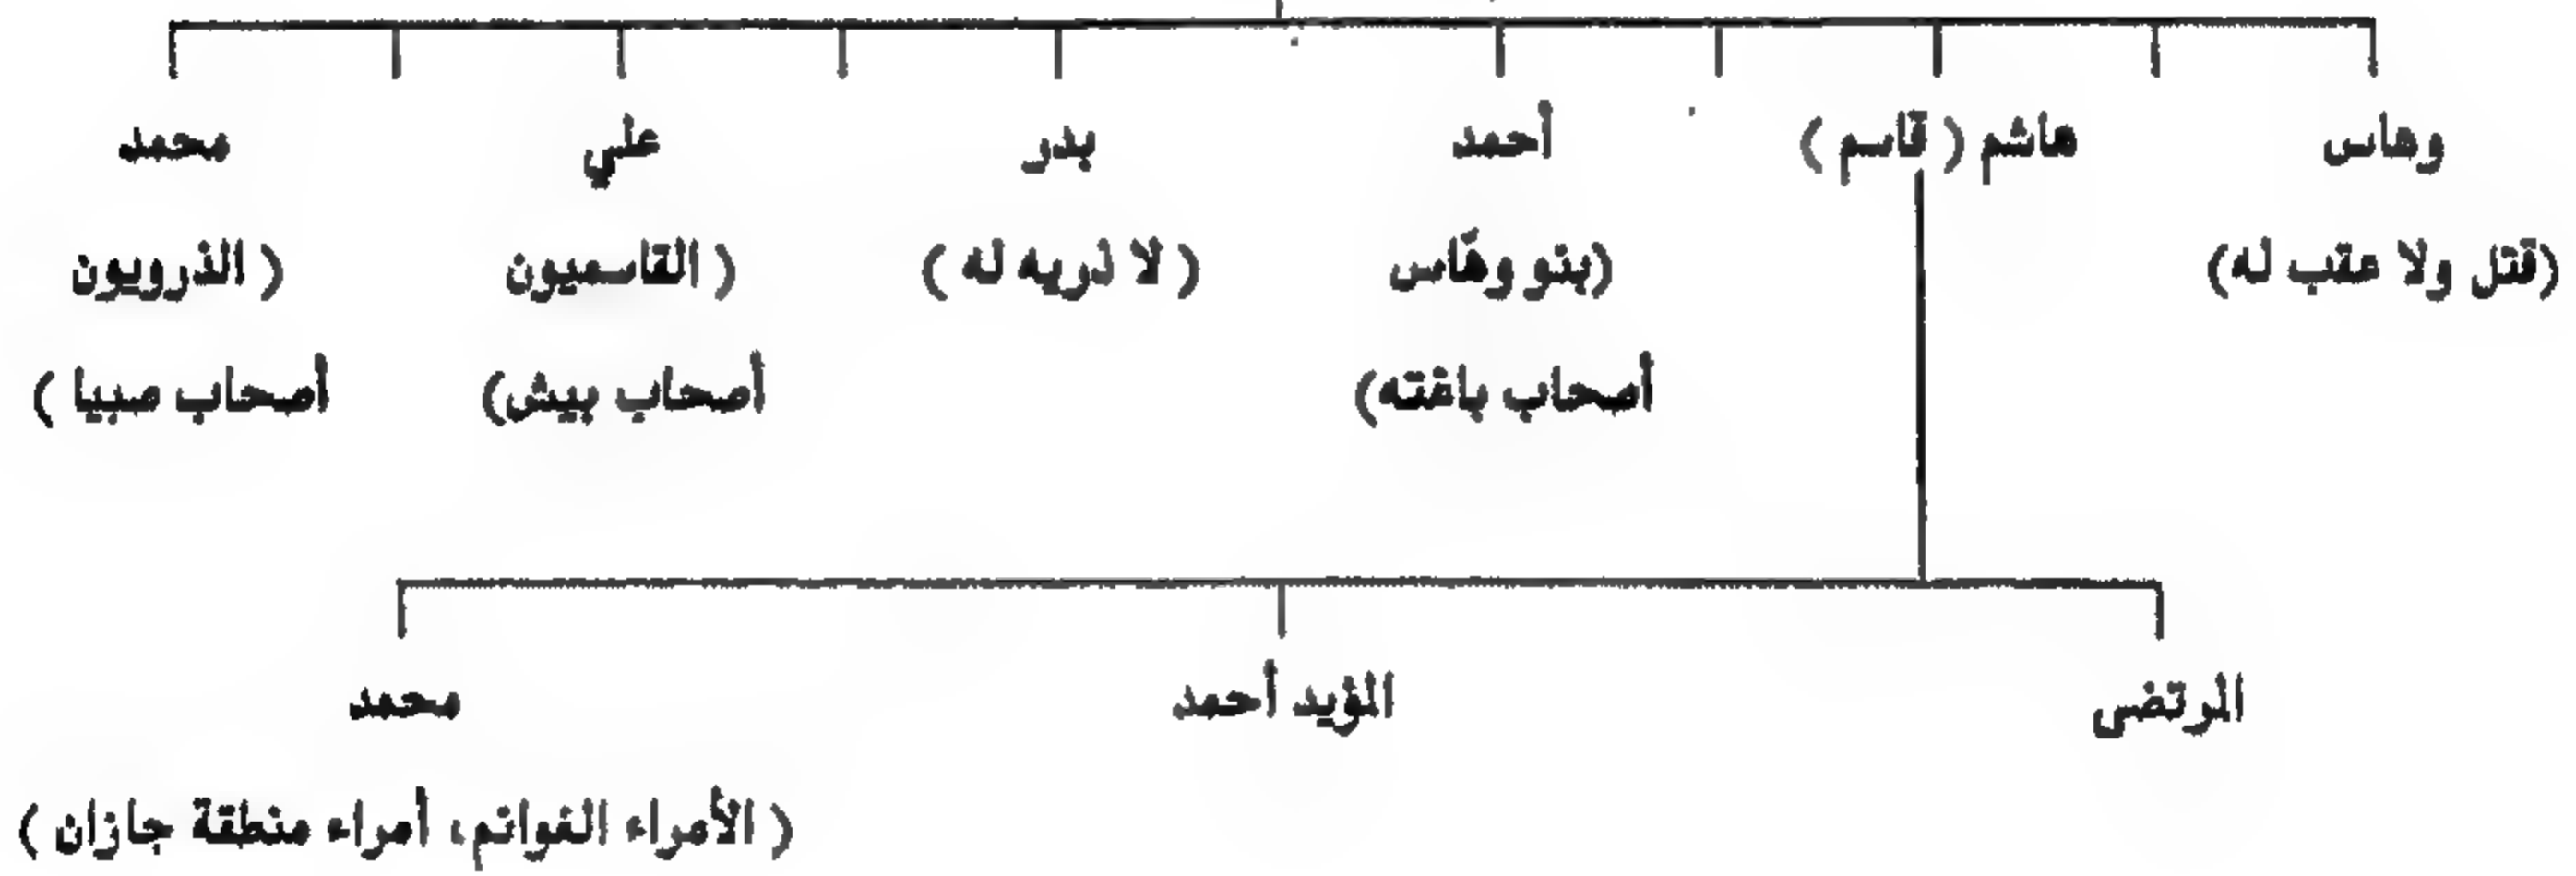 وهاس
هاشم ( قاسم )
أحمد
بدر
علي
محمد
(قتل ولا عقب له)
(بنو وهّاس
أصحاب باغته)
( لا ذريه له )
( القاسميون
أصحاب بيش)
( الذرويون
أصحاب صبيا )
المرتضى
المؤيد أحمد
محمد
( الأمراء الغوانم، أمراء منطقة جازان )